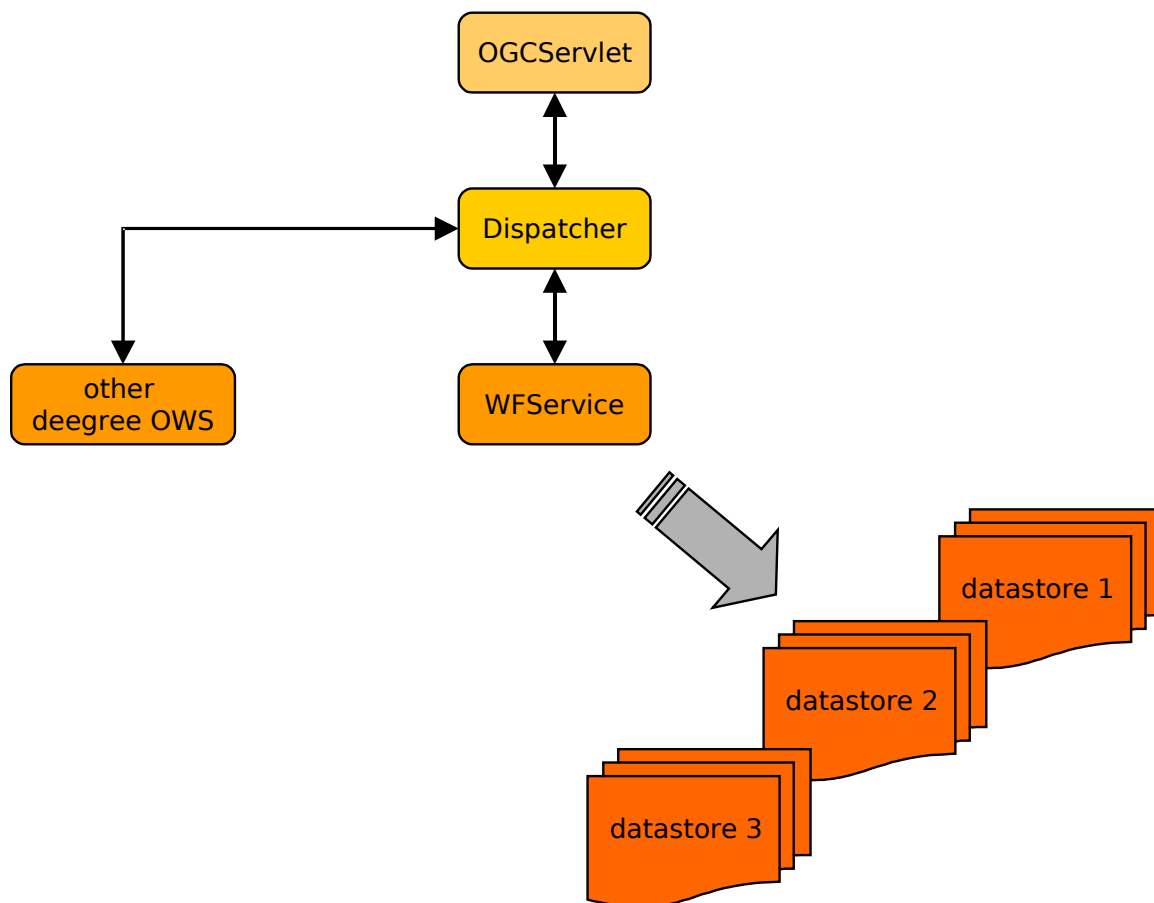 OGCServlet
Dispatcher
other
deegree OWS
WFService
datastore 1
datastore 2
datastore 3